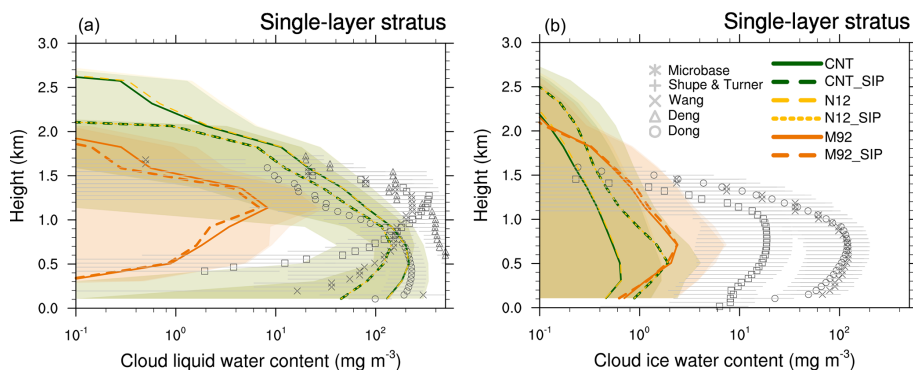 (a) Single-layer stratus
3.0
2.5
2.0
1.5
1.0
0.5
0.0
Height (km)
10-1 100 101 102
Cloud liquid water content (mg m-3)
(b) Single-layer stratus
3.0
2.5
2.0
1.5
1.0
0.5
0.0
Height (km)
10-1 100 101 102
Cloud ice water content (mg m-3)
Microbase
Shupe & Turner
Wang
Deng
Dong
CNT
CNT_SIP
N12
N12_SIP
M92
M92_SIP